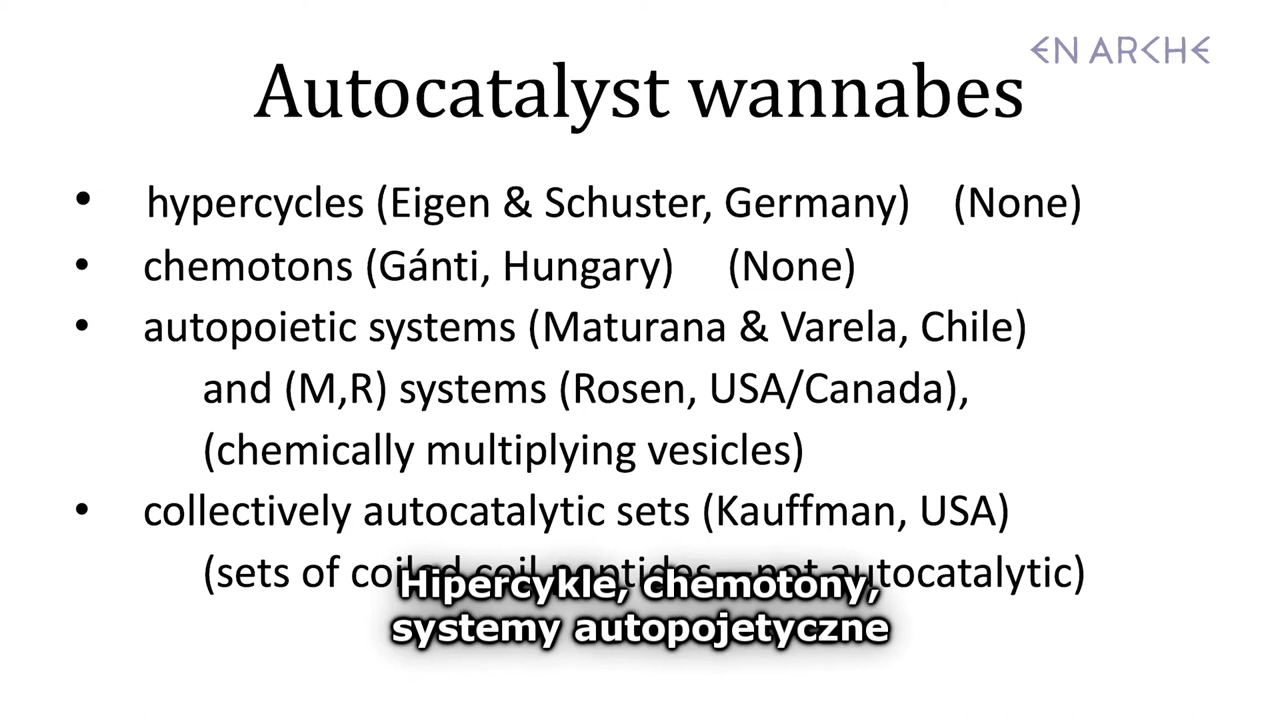 EN ARCHE
Autocatalyst wannabes
• hypercycles (Eigen & Schuster, Germany) (None)
• chemotons (Gánti, Hungary) (None)
• autopoietic systems (Maturana & Varela, Chile)
and (M,R) systems (Rosen, USA/Canada),
(chemically multiplying vesicles)
• collectively autocatalytic sets (Kauffman, USA)
(sets of coiled coil peptides – not autocatalytic)
Hipercykle, chemotony,
systemy autopojetyczne